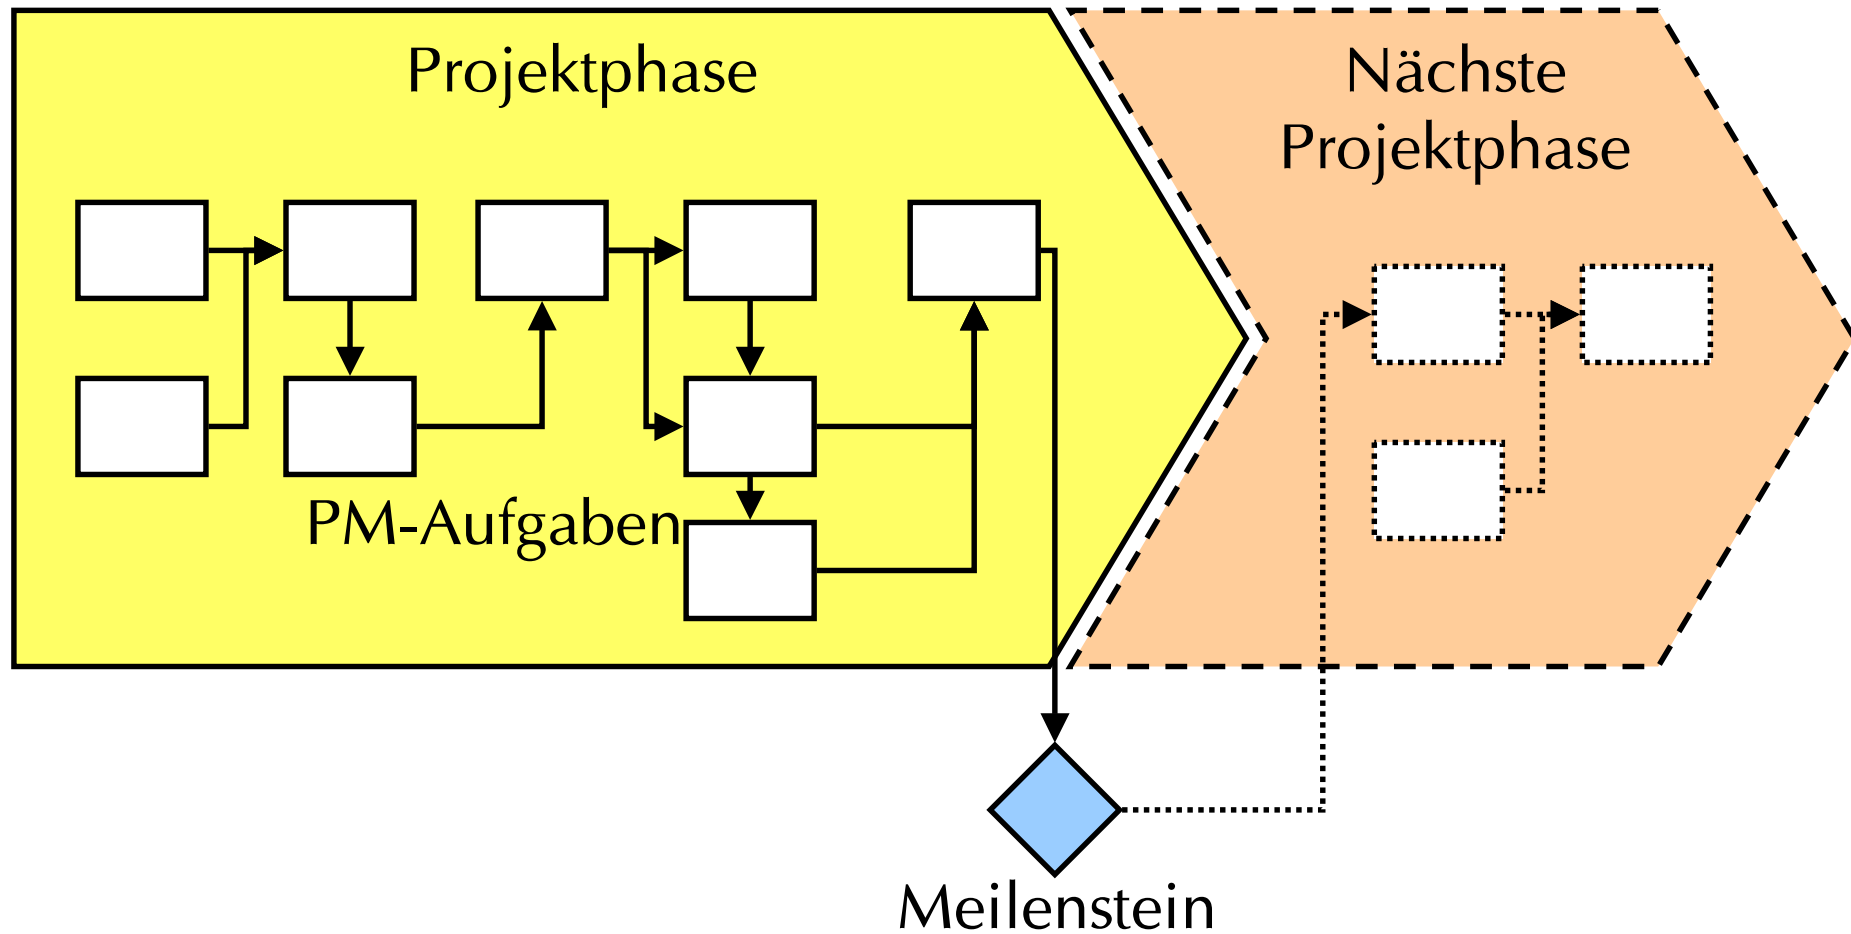 Projektphase
Nächste
Projektphase
PM-Aufgaben
Meilenstein